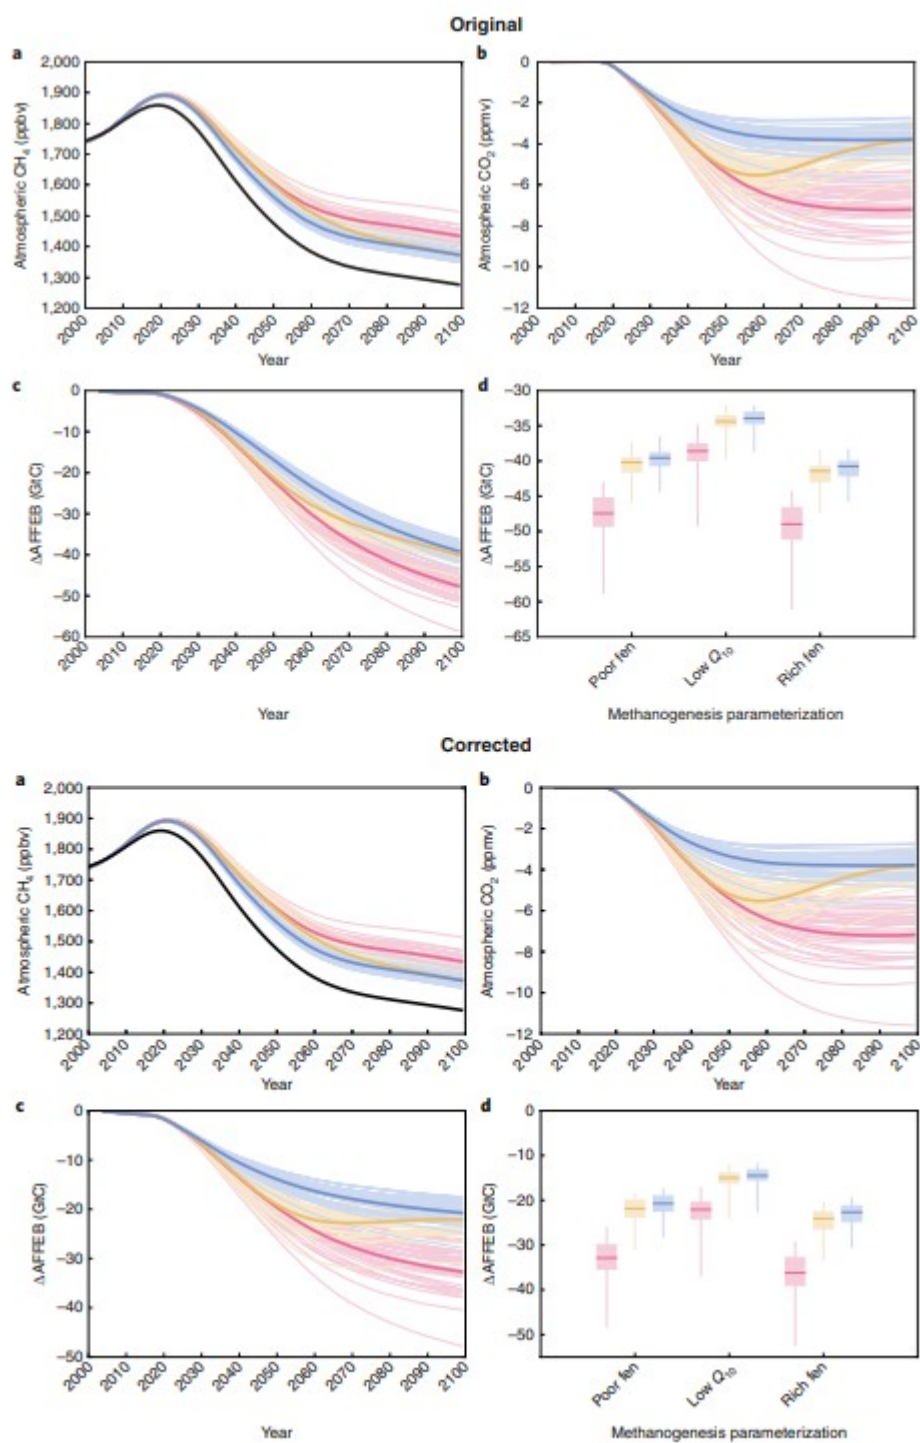 Original
a
Atmospheric CH₄ (ppbv)
2,000
1,900
1,800
1,700
1,600
1,500
1,400
1,300
1,200
2000 2010 2020 2030 2040 2050 2060 2070 2080 2090 2100
Year
b
Atmospheric CO₂ (ppmv)
0
–2
–4
–6
–8
–10
–12
2000 2010 2020 2030 2040 2050 2060 2070 2080 2090 2100
Year
c
ΔAFFEB (GtC)
0
–10
–20
–30
–40
–50
–60
2000 2010 2020 2030 2040 2050 2060 2070 2080 2090 2100
Year
d
ΔAFFEB (GtC)
–30
–35
–40
–45
–50
–55
–60
–65
Poor fen Low Q₁₀ Rich fen
Methanogenesis parameterization
Corrected
a
Atmospheric CH₄ (ppbv)
2,000
1,900
1,800
1,700
1,600
1,500
1,400
1,300
1,200
2000 2010 2020 2030 2040 2050 2060 2070 2080 2090 2100
Year
b
Atmospheric CO₂ (ppmv)
0
–2
–4
–6
–8
–10
–12
2000 2010 2020 2030 2040 2050 2060 2070 2080 2090 2100
Year
c
ΔAFFEB (GtC)
0
–10
–20
–30
–40
–50
2000 2010 2020 2030 2040 2050 2060 2070 2080 2090 2100
Year
d
ΔAFFEB (GtC)
0
–10
–20
–30
–40
–50
Poor fen Low Q₁₀ Rich fen
Methanogenesis parameterization